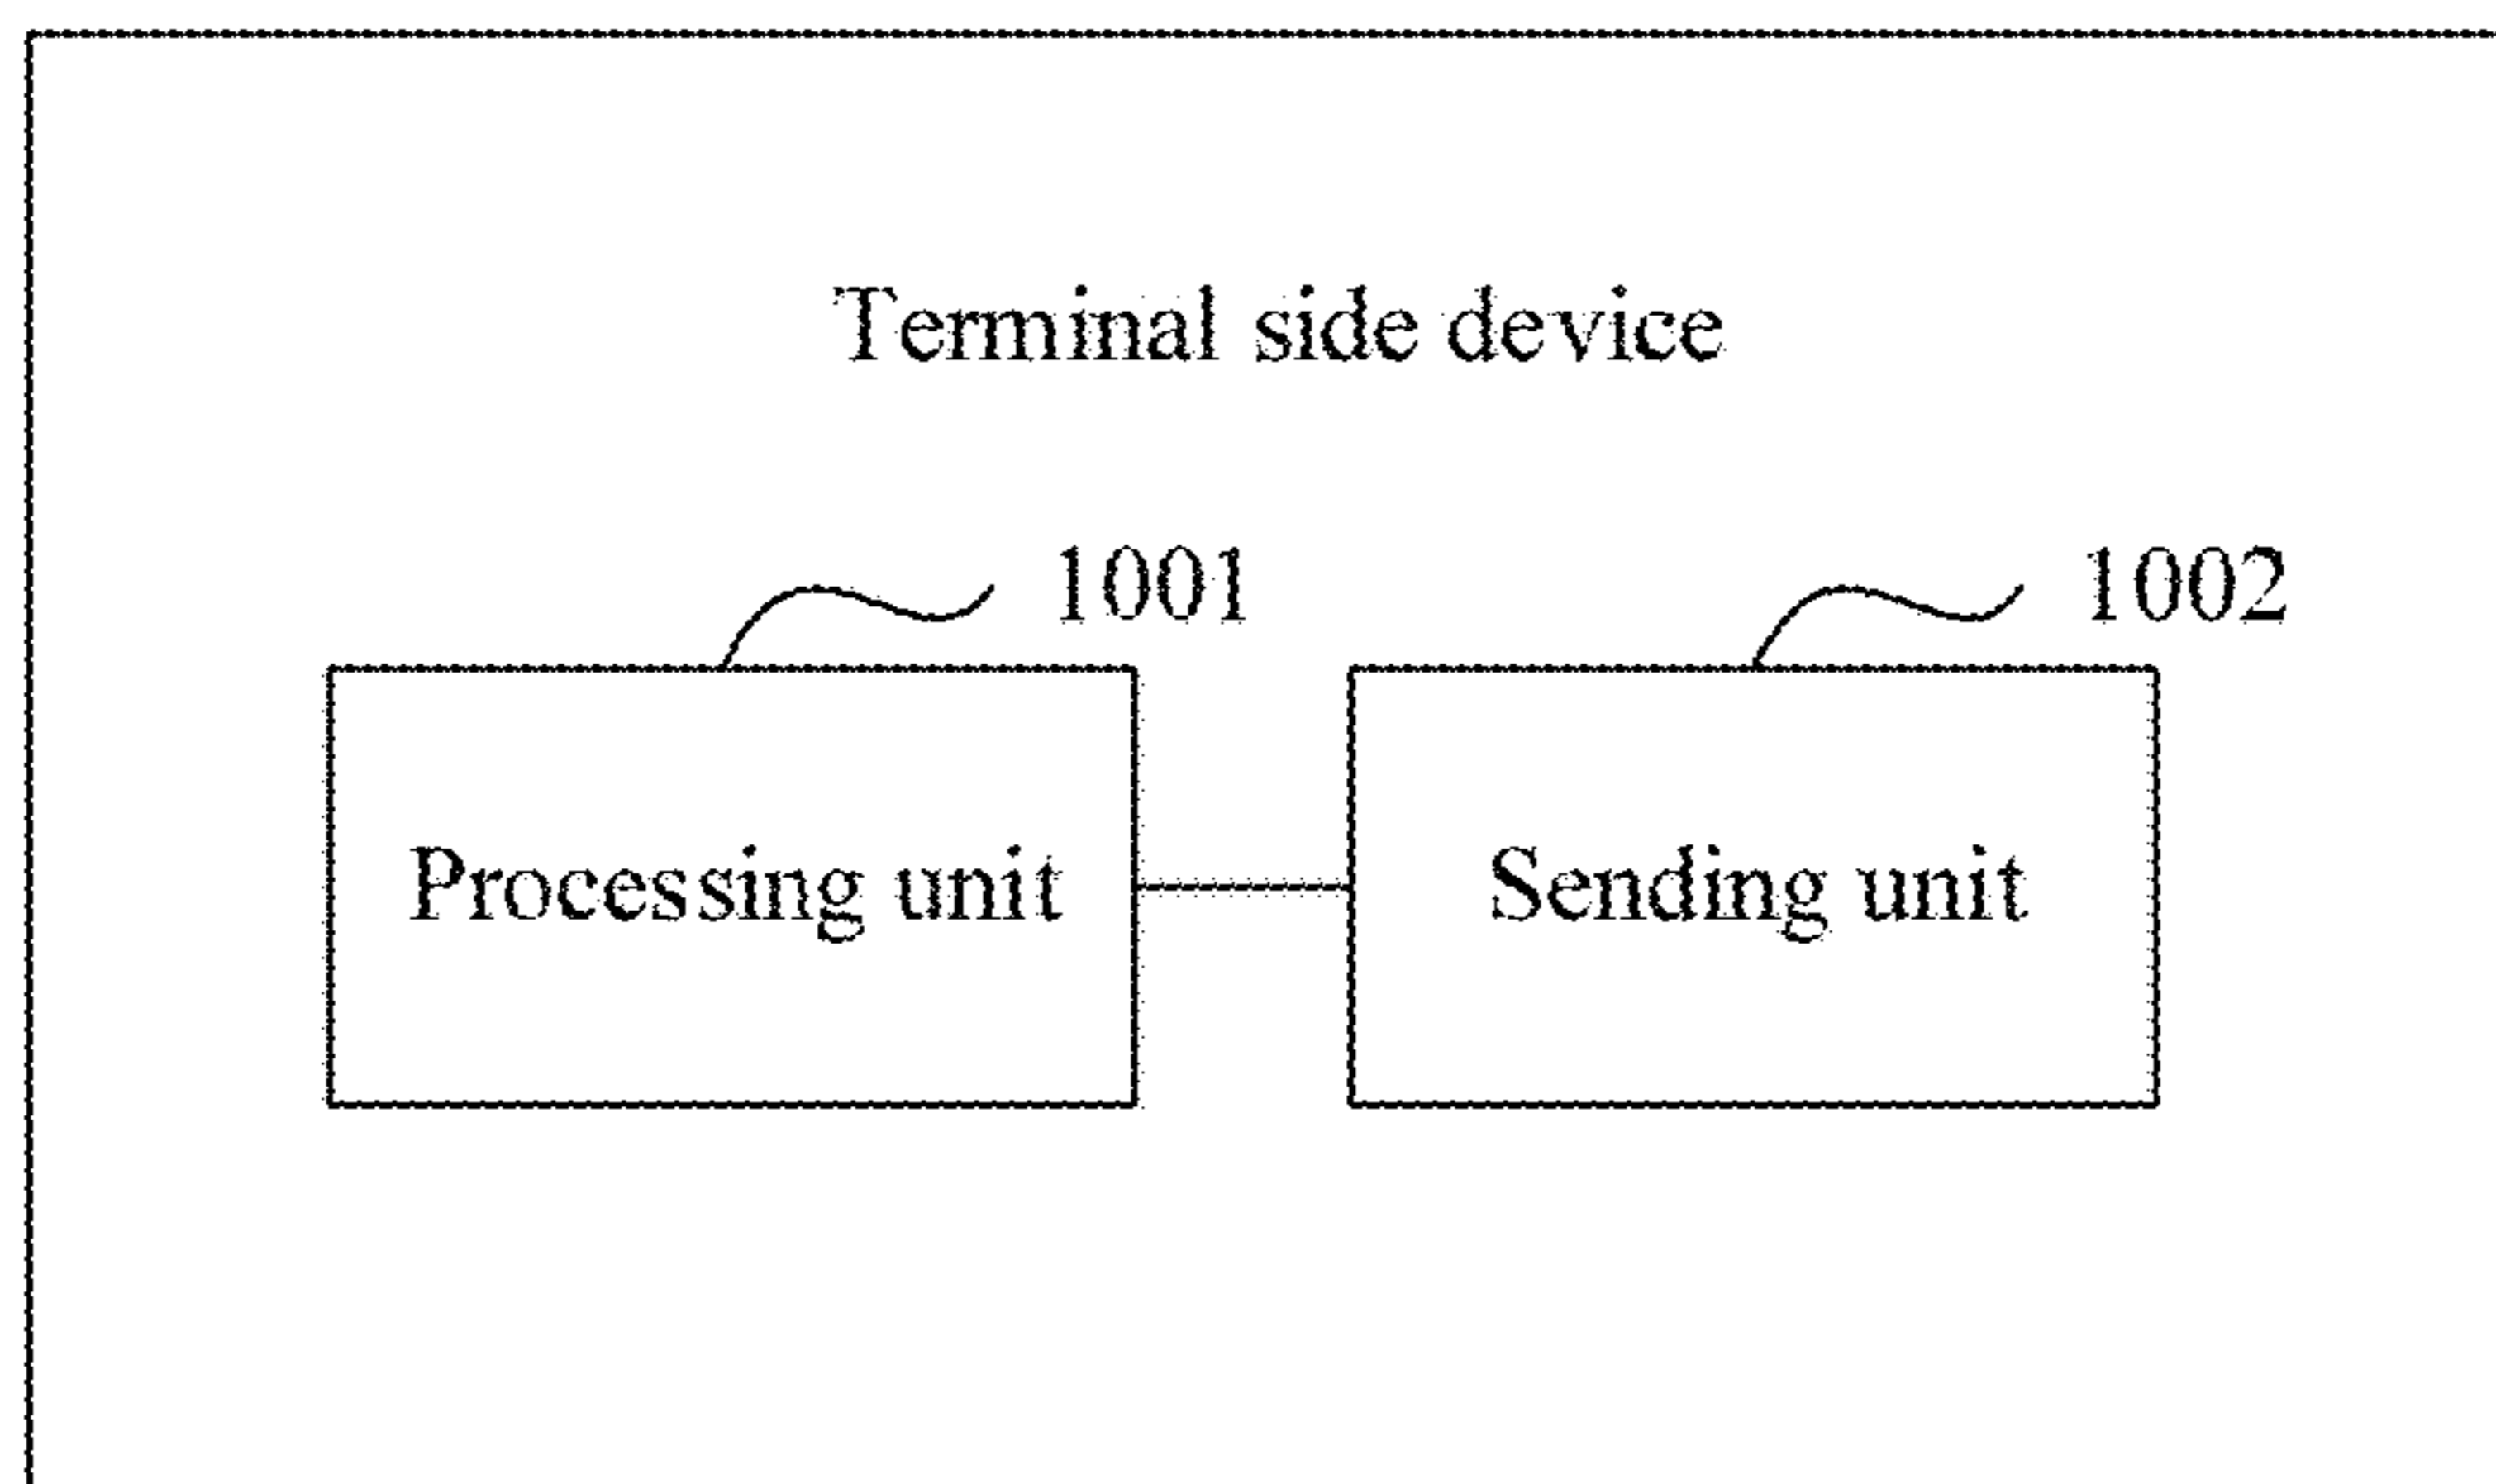 Terminal side device
1001
1002
Processing unit
Sending unit